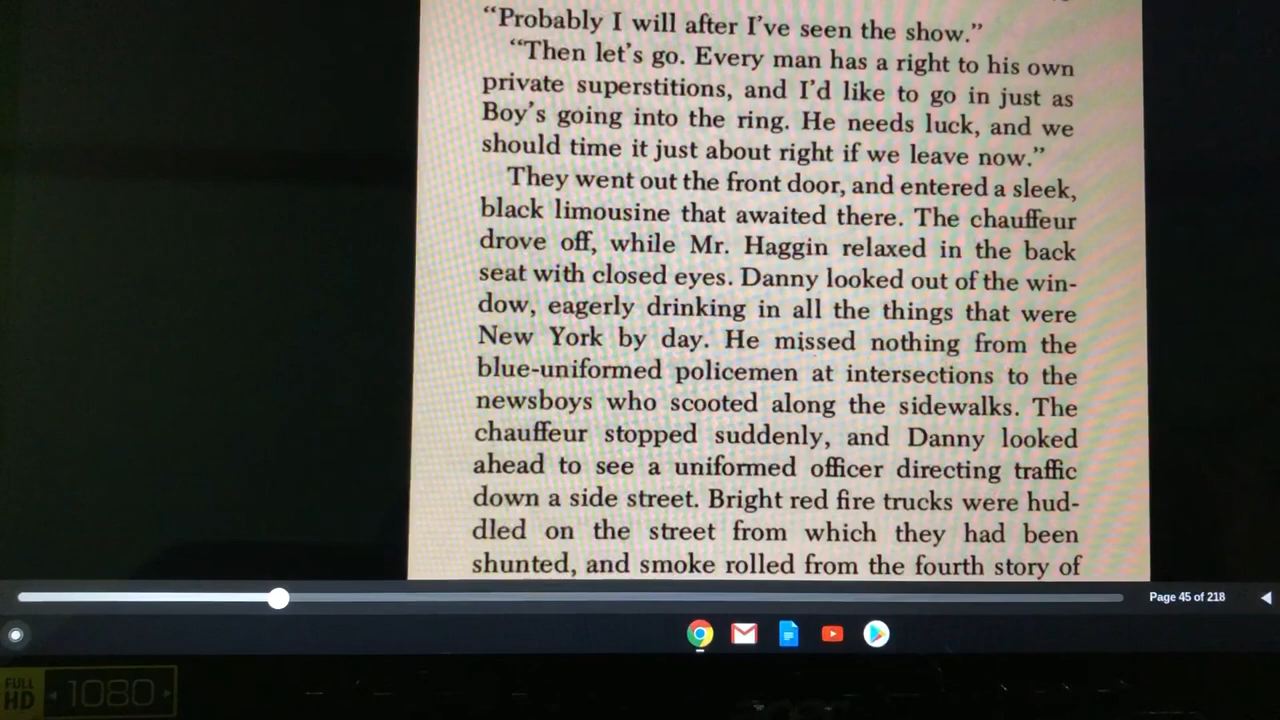 “Probably I will after I’ve seen the show.”
“Then let’s go. Every man has a right to his own
private superstitions, and I’d like to go in just as
Boy’s going into the ring. He needs luck, and we
should time it just about right if we leave now.”
They went out the front door, and entered a sleek,
black limousine that awaited there. The chauffeur
drove off, while Mr. Haggin relaxed in the back
seat with closed eyes. Danny looked out of the win-
dow, eagerly drinking in all the things that were
New York by day. He missed nothing from the
blue-uniformed policemen at intersections to the
newsboys who scooted along the sidewalks. The
chauffeur stopped suddenly, and Danny looked
ahead to see a uniformed officer directing traffic
down a side street. Bright red fire trucks were hud-
dled on the street from which they had been
shunted, and smoke rolled from the fourth story of
Page 45 of 218
FULL HD 1080